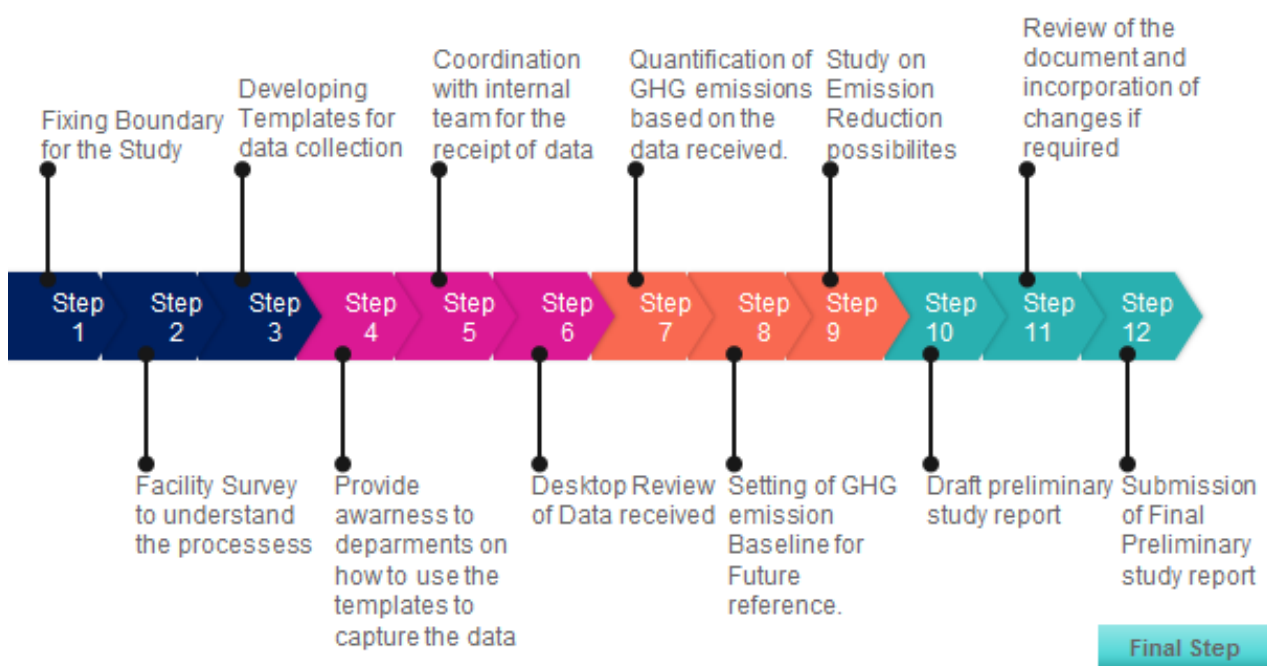 Fixing Boundary
for the Study
Developing
Templates for
data collection
Coordination
with internal
team for the
receipt of data
Quantification of
GHG emissions
based on the
data received.
Study on
Emission
Reduction
possibilites
Review of the
document and
incorporation of
changes if
required
Step
1
Step
2
Step
3
Step
4
Step
5
Step
6
Step
7
Step
8
Step
9
Step
10
Step
11
Step
12
Facility Survey
to understand
the processess
Provide
awarness to
deparments on
how to use the
templates to
capture the data
Desktop Review
of Data received
Setting of GHG
emission
Baseline for
Future
reference.
Draft preliminary
study report
Submission
of Final
Preliminary
study report
Final Step